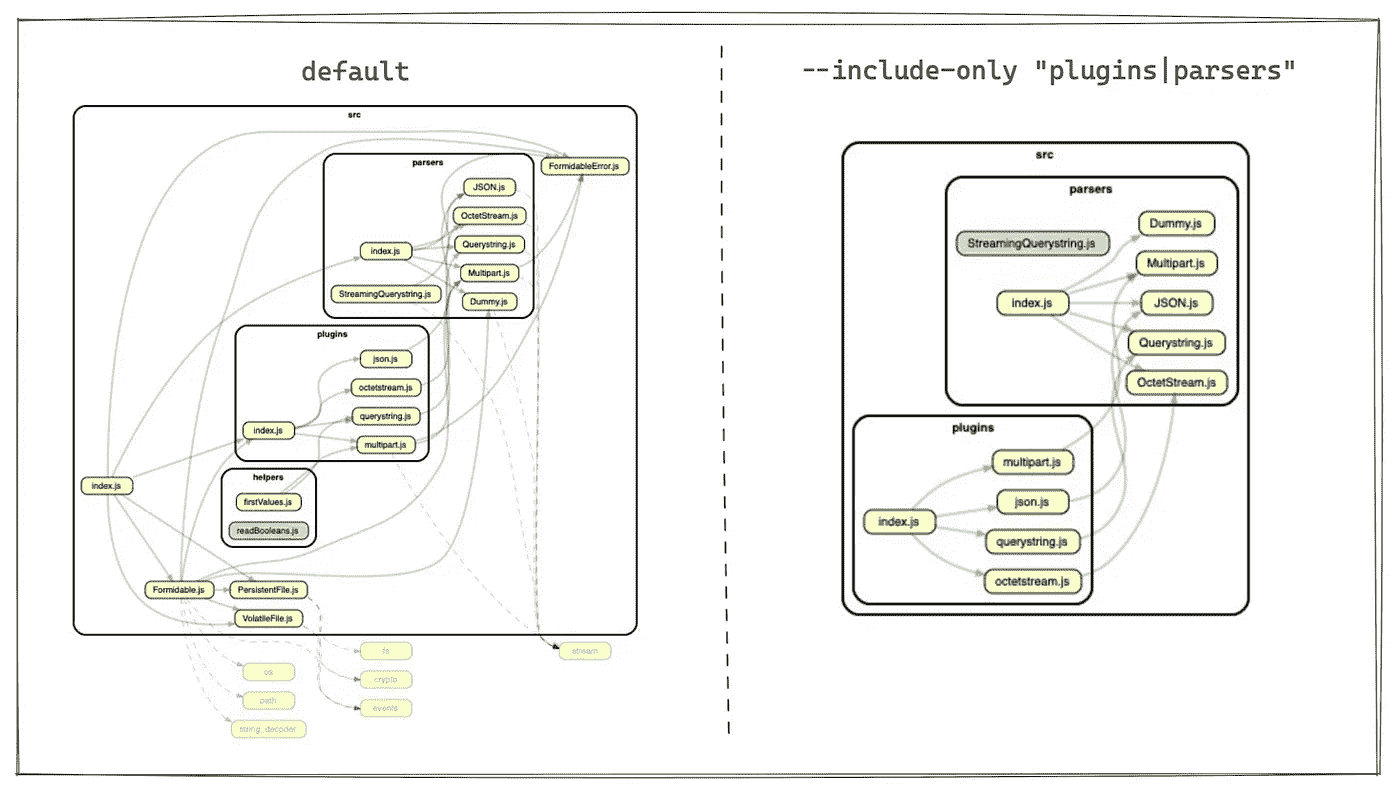 default
src
parsers
FormidableError.js
JSON.js
OctetStream.js
Querystring.js
index.js
Multipart.js
StreamingQuerystring.js
Dummy.js
plugins
json.js
octetstream.js
querystring.js
index.js
multipart.js
helpers
index.js
firstValues.js
readBooleans.js
Formidable.js
PersistentFile.js
VolatileFile.js
fs
stream
os
crypto
path
events
string_decoder
--include-only "plugins|parsers"
src
parsers
Dummy.js
StreamingQuerystring.js
Multipart.js
index.js
JSON.js
Querystring.js
OctetStream.js
plugins
multipart.js
json.js
index.js
querystring.js
octetstream.js